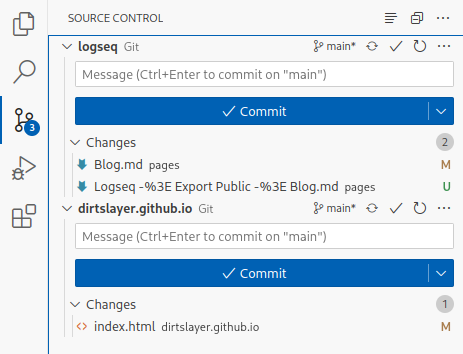 SOURCE CONTROL
logseq Git main*
Message (Ctrl+Enter to commit on "main")
Commit
Changes 2
Blog.md pages M
Logseq -%3E Export Public -%3E Blog.md pages U
dirtslayer.github.io Git main*
Message (Ctrl+Enter to commit on "main")
Commit
Changes 1
index.html dirtslayer.github.io M
3